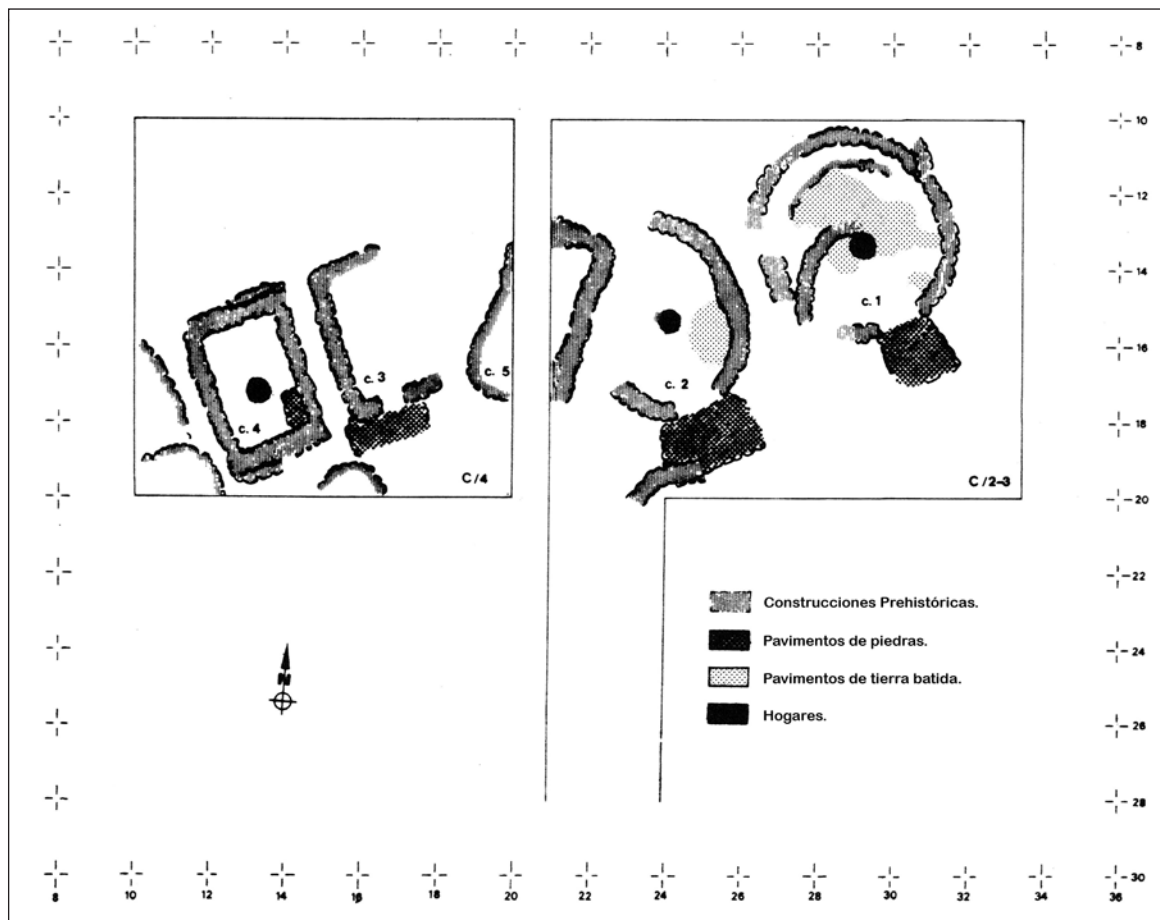 8
10
12
14
16
18
20
22
24
26
28
30
c. 1
c. 2
c. 3
c. 4
c. 5
C/4
C/2-3
Construcciones Prehistóricas.
Pavimentos de piedras.
Pavimentos de tierra batida.
Hogares.
N
8
10
12
14
16
18
20
22
24
26
28
30
32
34
36